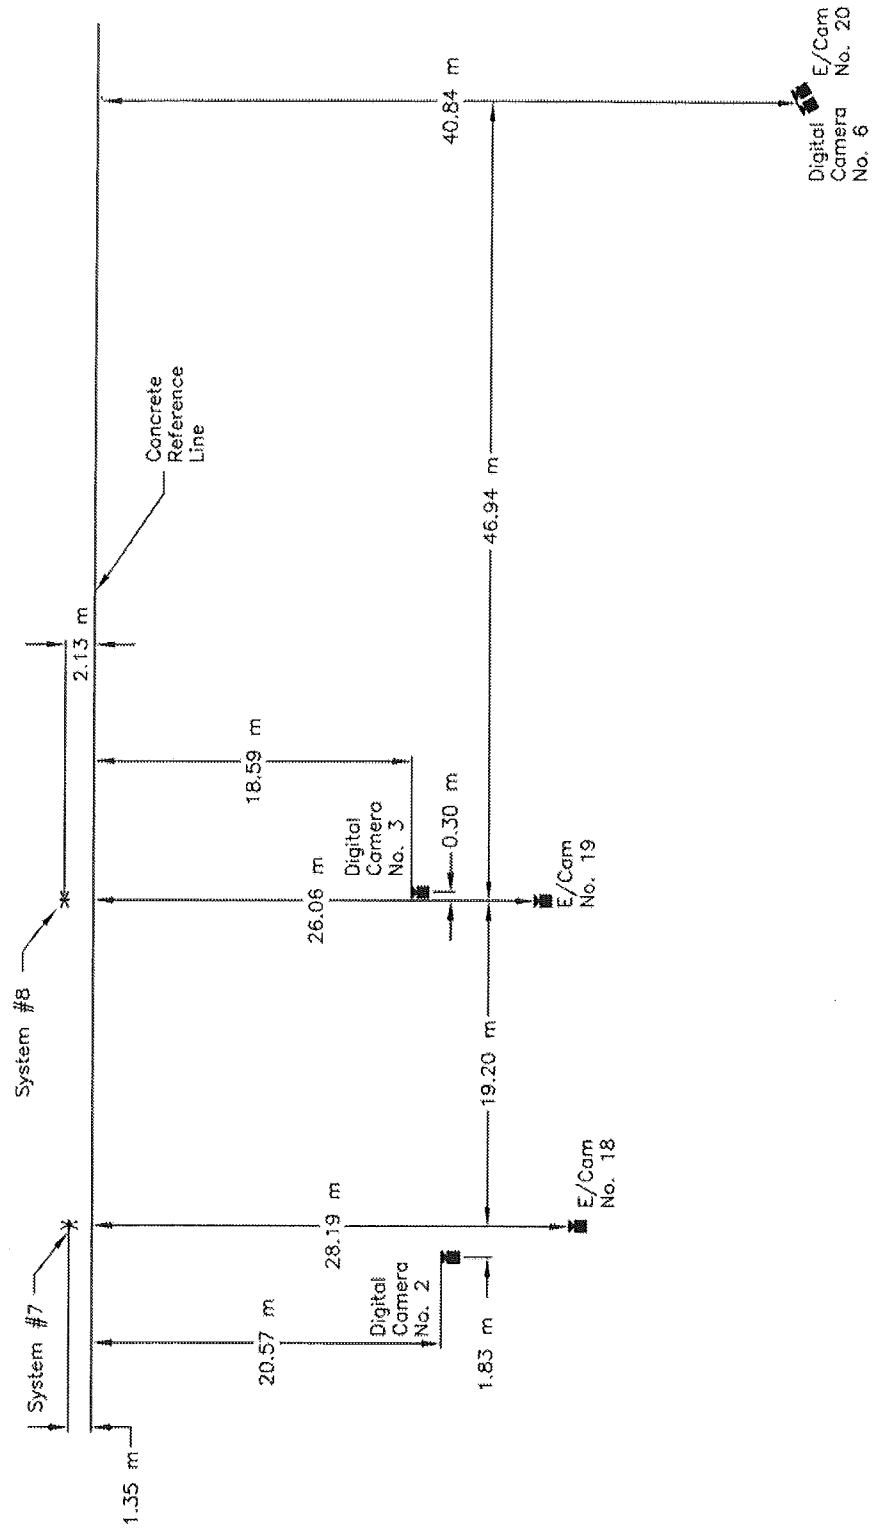 40.84 m
E/Cam
No. 20
Digital
Camera
No. 6
Concrete
Reference
Line
46.94 m
2.13 m
18.59 m
Digital
Camera
No. 3
0.30 m
26.06 m
E/Cam
No. 19
System #8
19.20 m
E/Cam
No. 18
28.19 m
Digital
Camera
No. 2
System #7
20.57 m
1.83 m
1.35 m